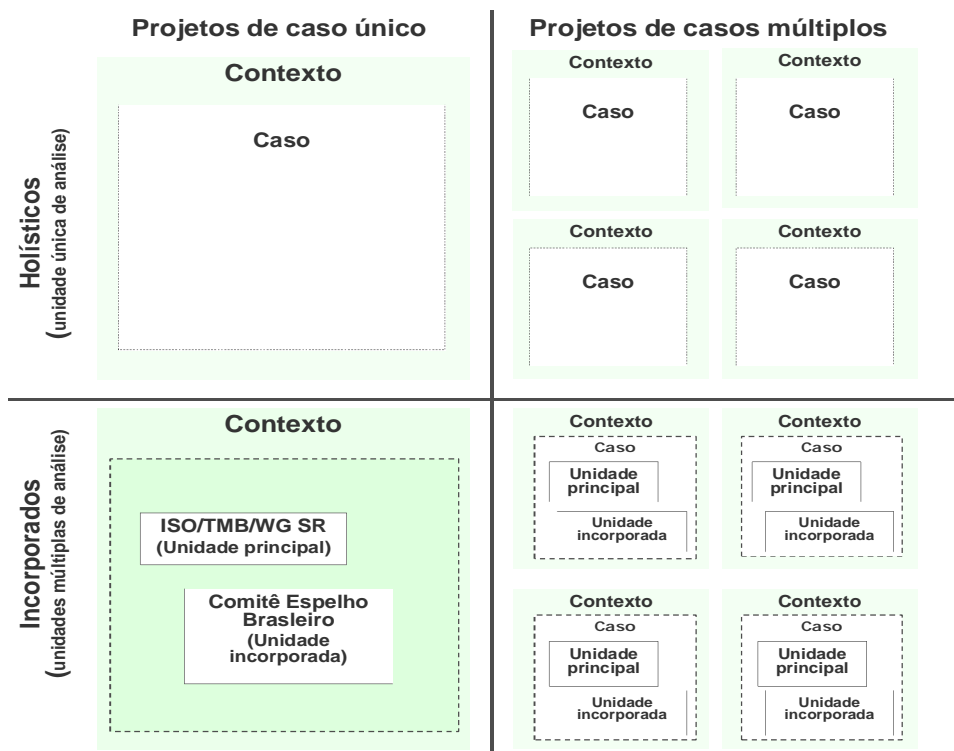 Projetos de caso único
Projetos de casos múltiplos
Holísticos
(unidade única de análise)
Contexto
Caso
Contexto
Caso
Contexto
Caso
Contexto
Caso
Contexto
Caso
Incorporados
(unidades múltiplas de análise)
Contexto
ISO/TMB/WG SR
(Unidade principal)
Comitê Espelho
Brasileiro
(Unidade
incorporada)
Contexto
Caso
Unidade
principal
Unidade
incorporada
Contexto
Caso
Unidade
principal
Unidade
incorporada
Contexto
Caso
Unidade
principal
Unidade
incorporada
Contexto
Caso
Unidade
principal
Unidade
incorporada